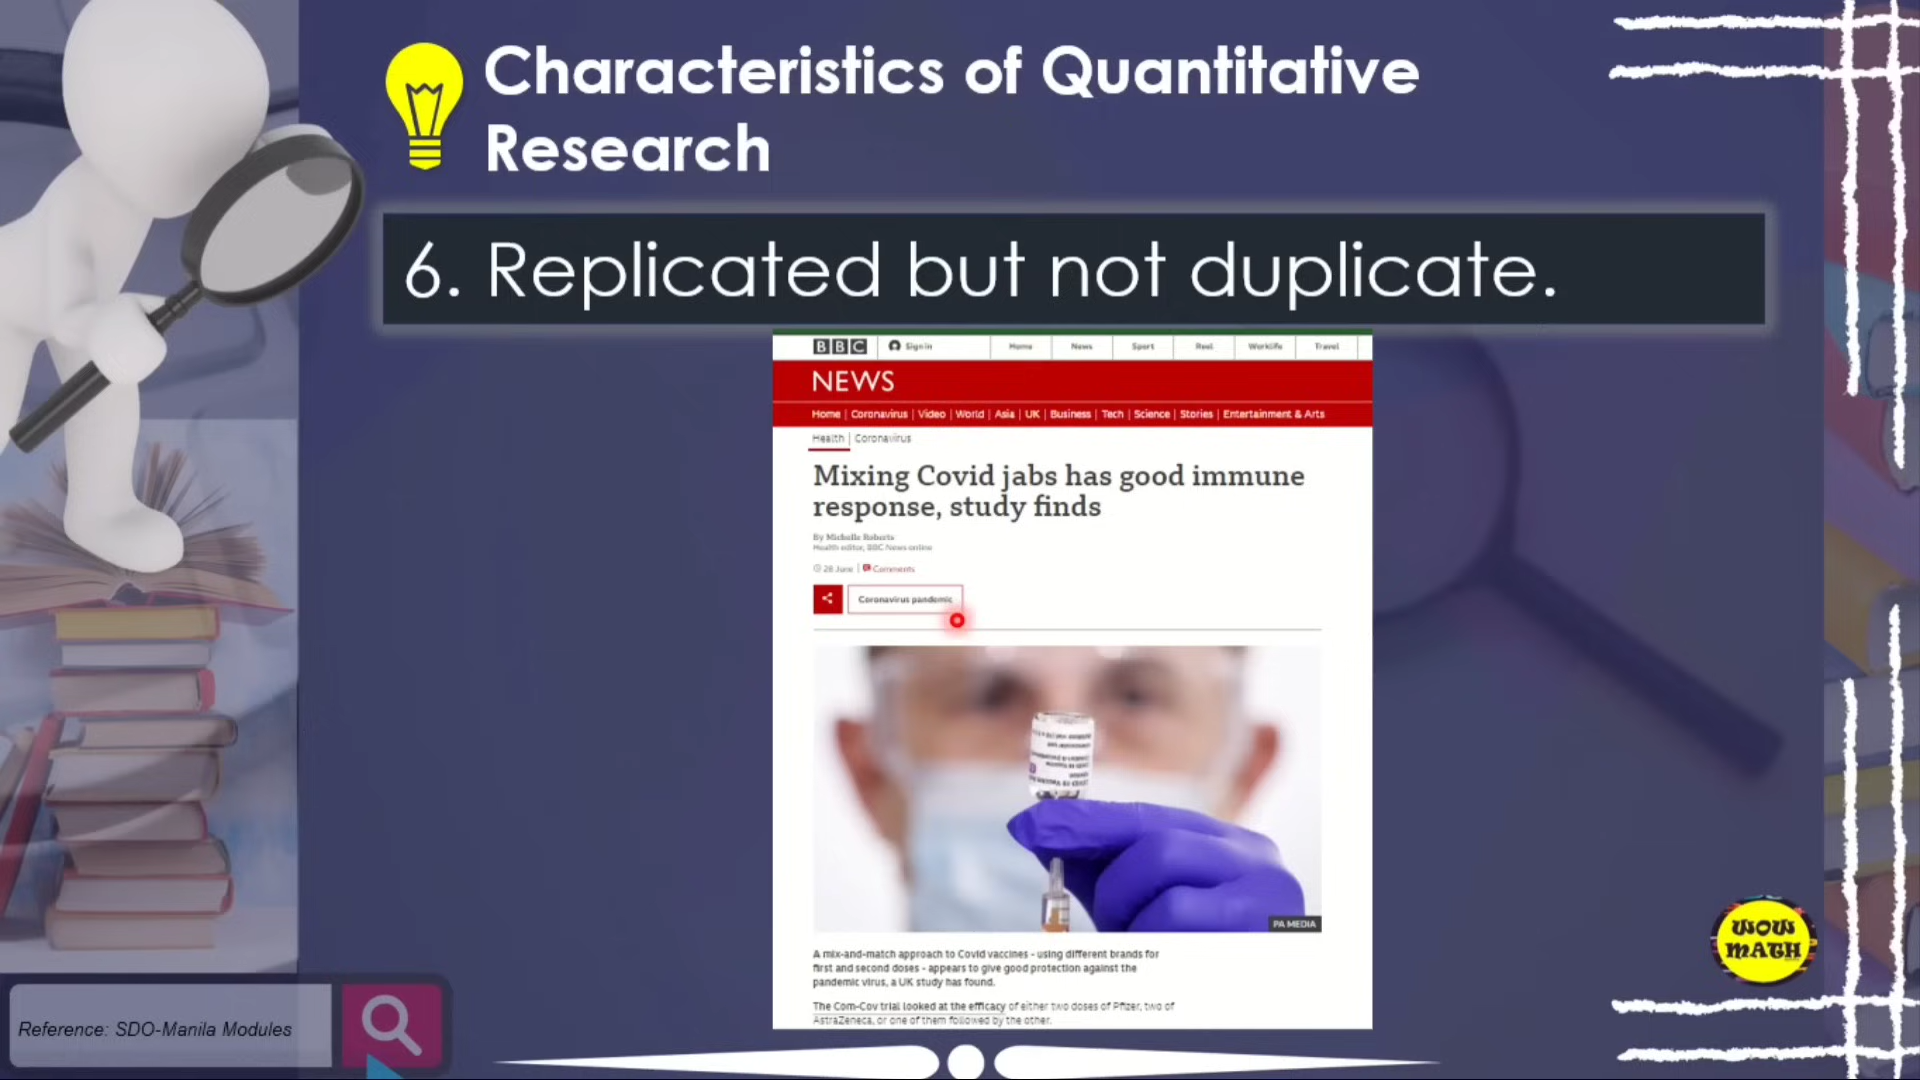 Characteristics of Quantitative
Research
6. Replicated but not duplicate.
BBC Sign in Home News Sport Reel Worklife Travel
NEWS
Home | Coronavirus | Video | World | Asia | UK | Business | Tech | Science | Stories | Entertainment & Arts
Health | Coronavirus
Mixing Covid jabs has good immune
response, study finds
By Michelle Roberts
Health editor, BBC News online
28 June | Comments
Coronavirus pandemic
PA MEDIA
A mix-and-match approach to Covid vaccines - using different brands for
first and second doses - appears to give good protection against the
pandemic virus, a UK study has found.
The Com-Cov trial looked at the efficacy of either two doses of Pfizer, two of
AstraZeneca, or one of them followed by the other.
WOW
MATH
Reference: SDO-Manila Modules